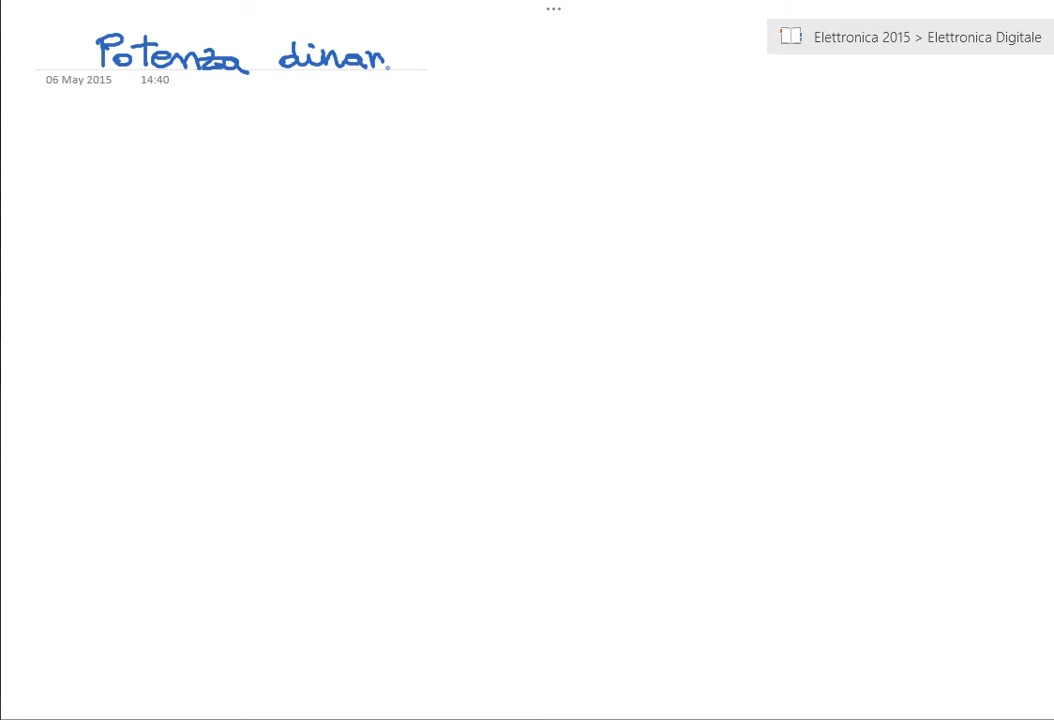 Elettronica 2015 > Elettronica Digitale
Potenza dinam
06 May 2015 14:40